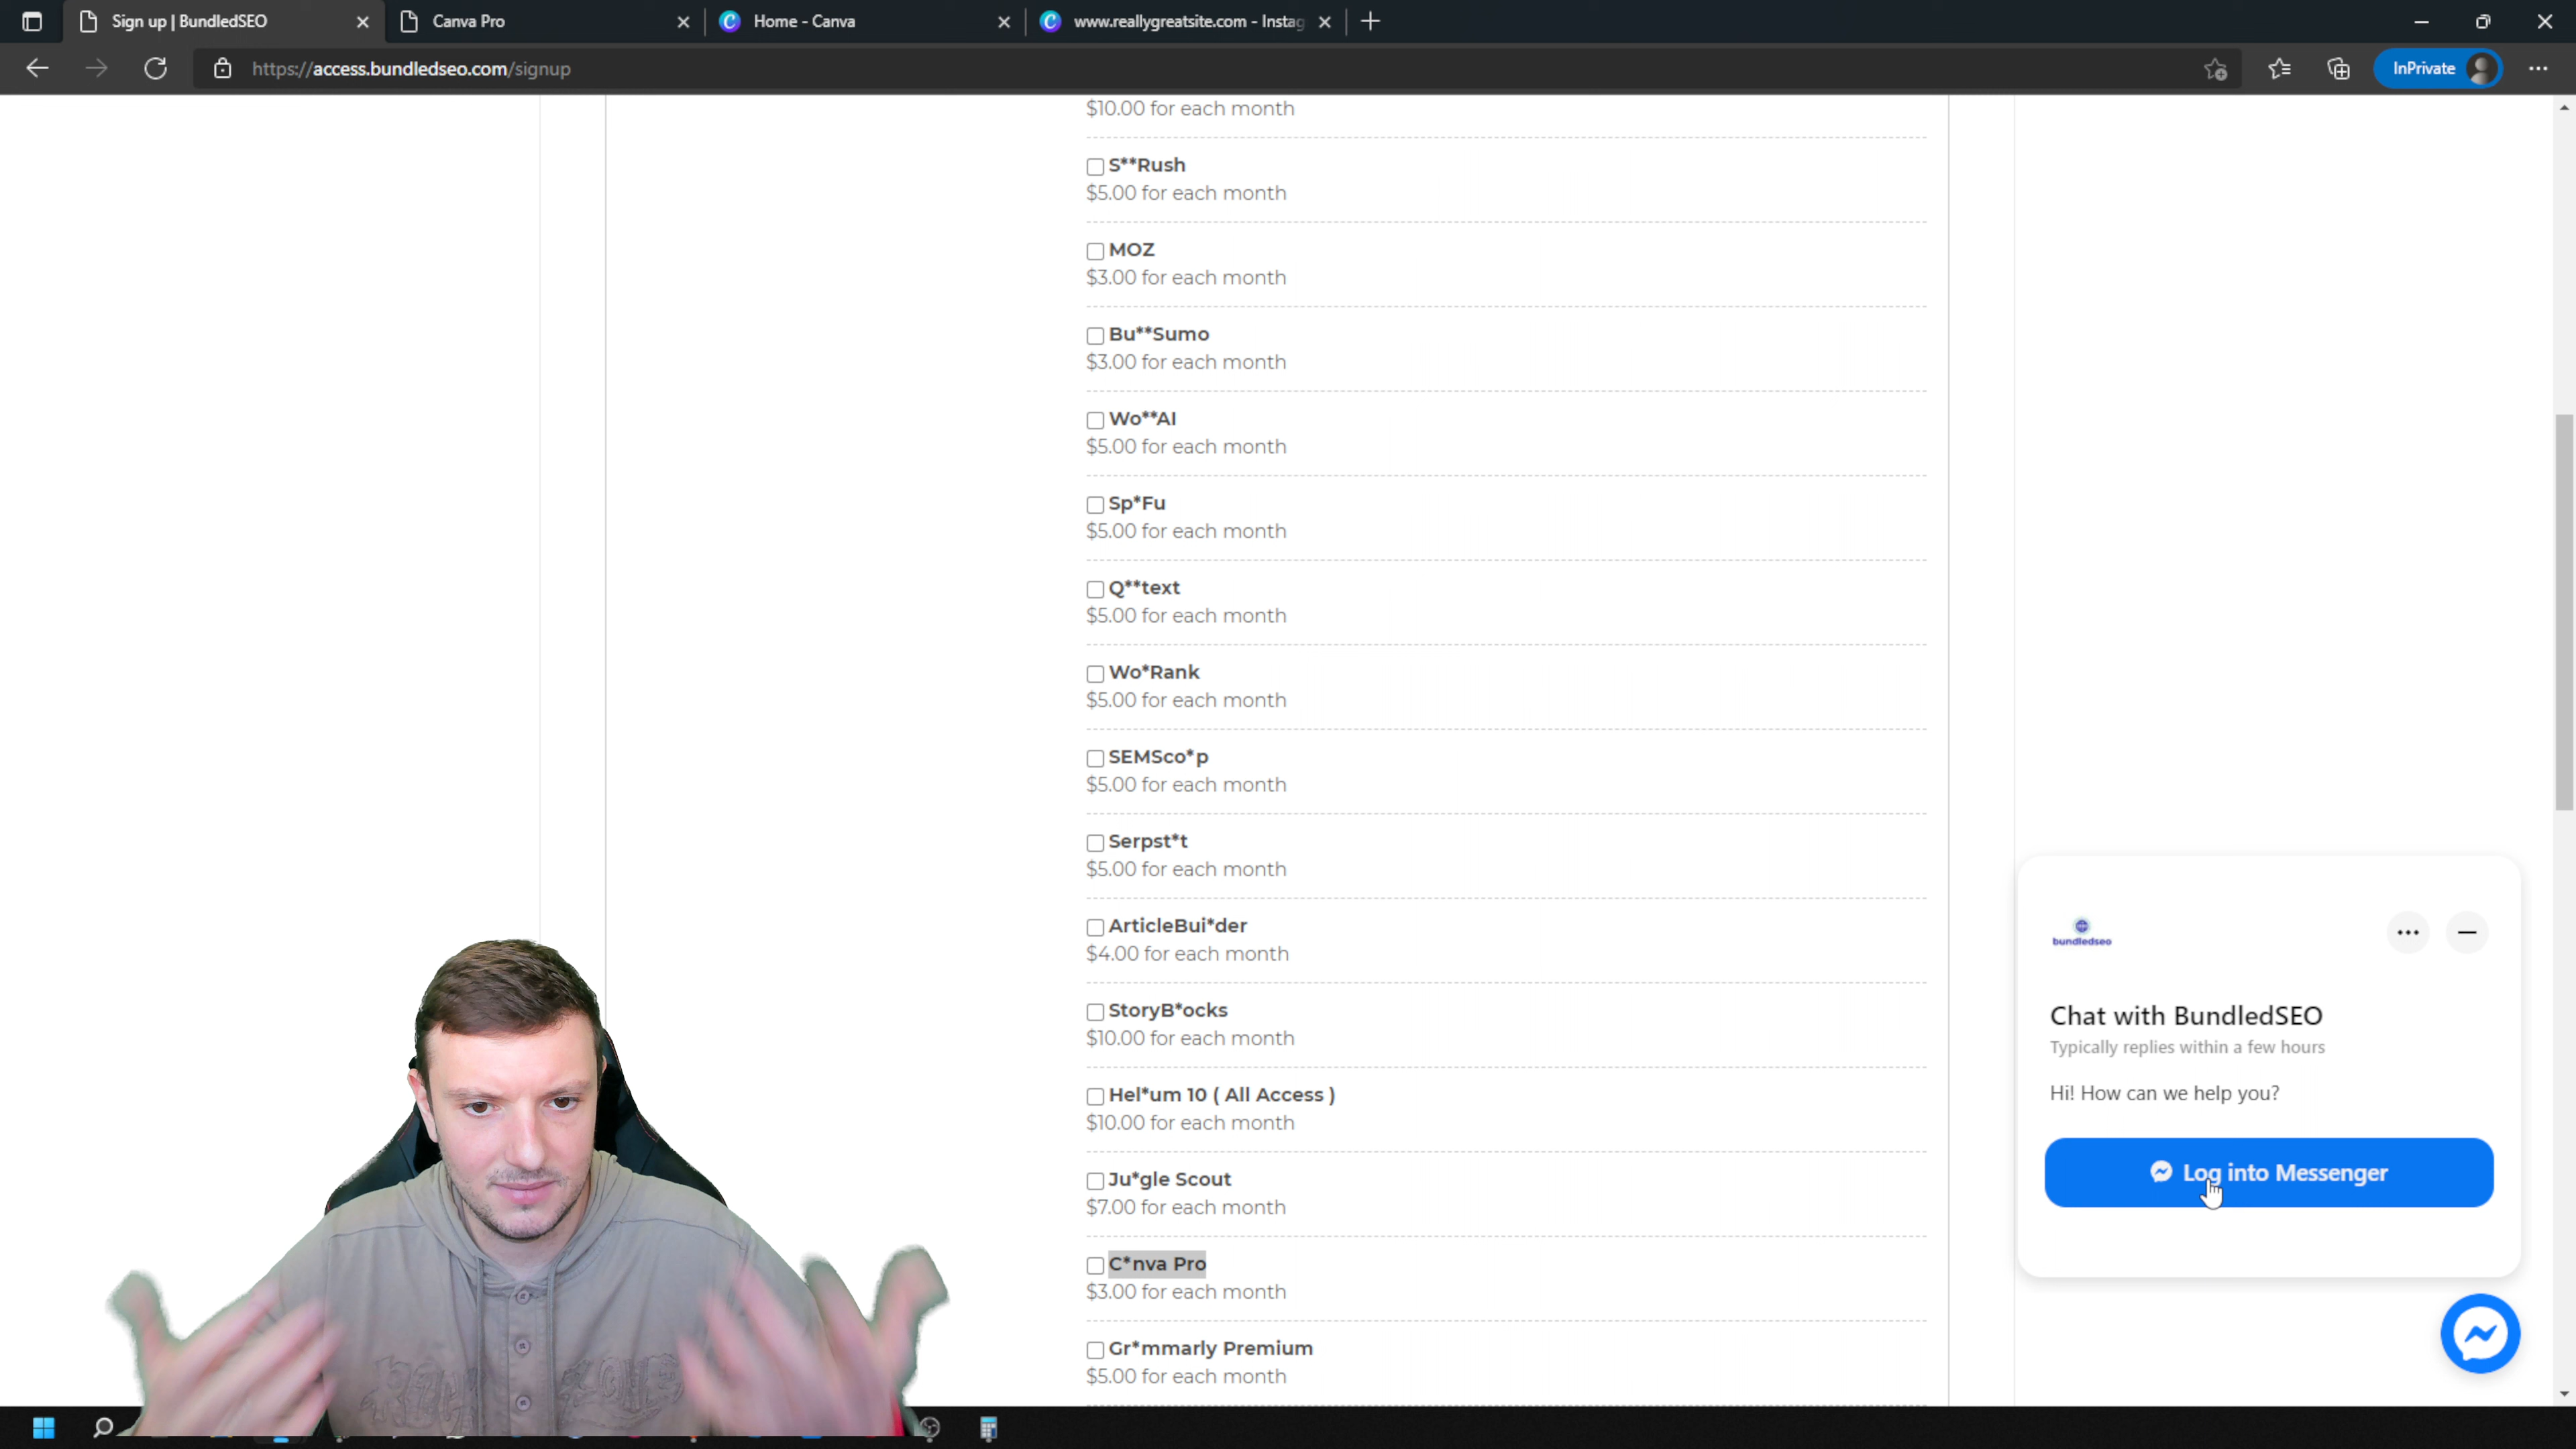 Sign up | BundledSEO
Canva Pro
Home - Canva
www.reallygreatsite.com - Instag
https://access.bundledseo.com/signup
InPrivate
$10.00 for each month
S**Rush
$5.00 for each month
MOZ
$3.00 for each month
Bu**Sumo
$3.00 for each month
Wo**AI
$5.00 for each month
Sp*Fu
$5.00 for each month
Q**text
$5.00 for each month
Wo*Rank
$5.00 for each month
SEMSco*p
$5.00 for each month
Serpst*t
$5.00 for each month
ArticleBui*der
$4.00 for each month
StoryB*ocks
$10.00 for each month
Hel*um 10 ( All Access )
$10.00 for each month
Ju*gle Scout
$7.00 for each month
C*nva Pro
$3.00 for each month
Gr*mmarly Premium
$5.00 for each month
bundledseo
Chat with BundledSEO
Typically replies within a few hours
Hi! How can we help you?
Log into Messenger